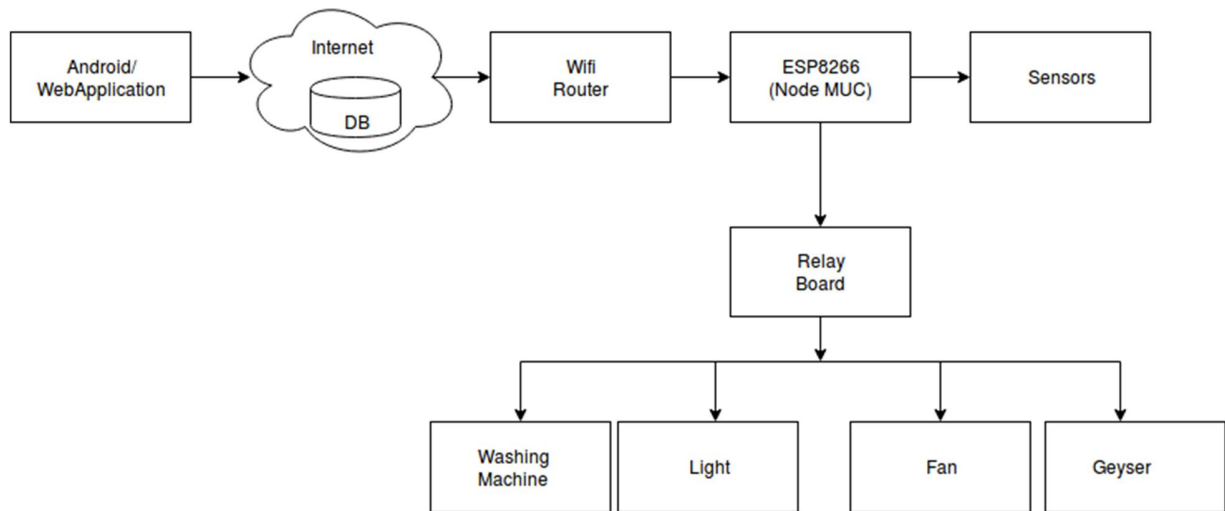 Android/
WebApplication
Internet
DB
Wifi
Router
ESP8266
(Node MUC)
Sensors
Relay
Board
Washing
Machine
Light
Fan
Geyser